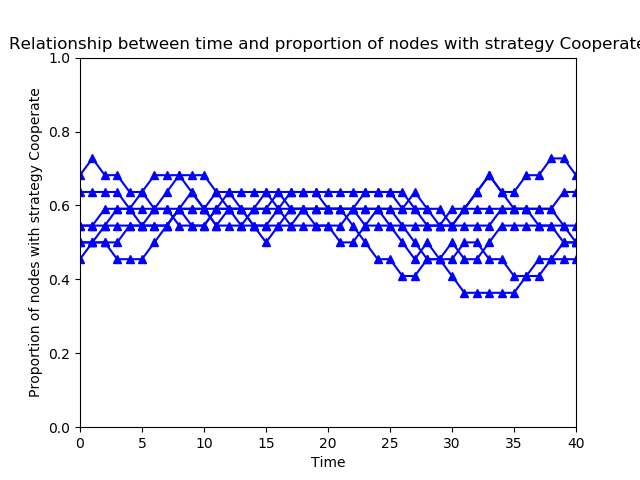 Relationship between time and proportion of nodes with strategy Cooperate
Proportion of nodes with strategy Cooperate
1.0
0.8
0.6
0.4
0.2
0.0
0 5 10 15 20 25 30 35 40
Time